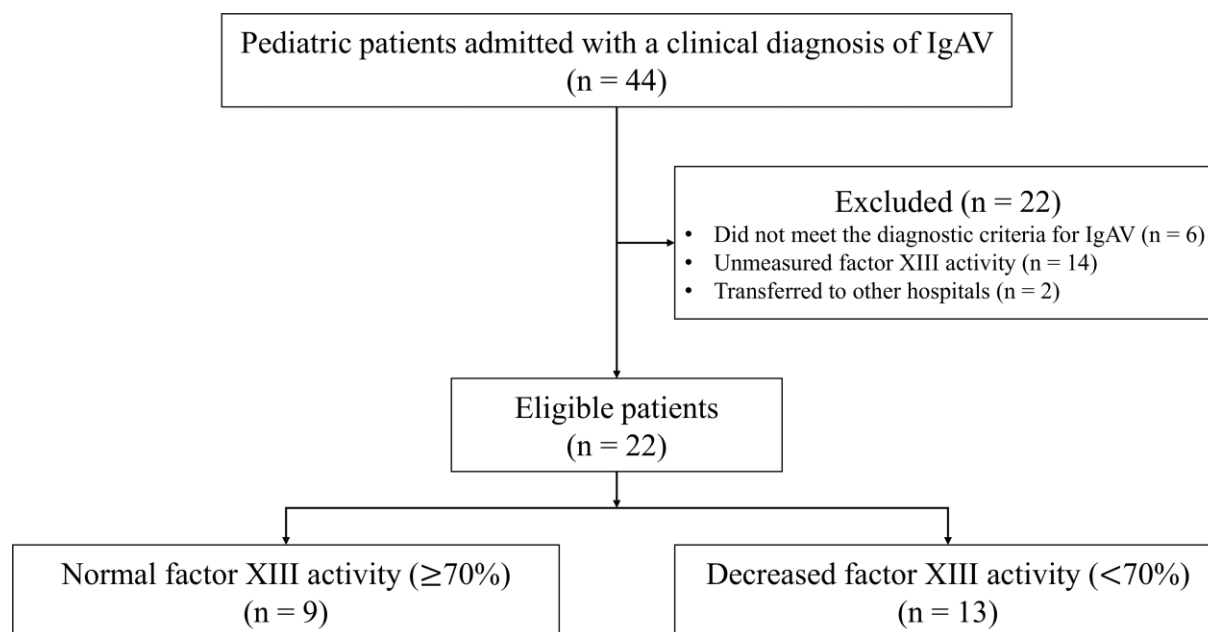 Pediatric patients admitted with a clinical diagnosis of IgAV
(n = 44)
Excluded (n = 22)
• Did not meet the diagnostic criteria for IgAV (n = 6)
• Unmeasured factor XIII activity (n = 14)
• Transferred to other hospitals (n = 2)
Eligible patients
(n = 22)
Normal factor XIII activity (≥70%)
(n = 9)
Decreased factor XIII activity (<70%)
(n = 13)